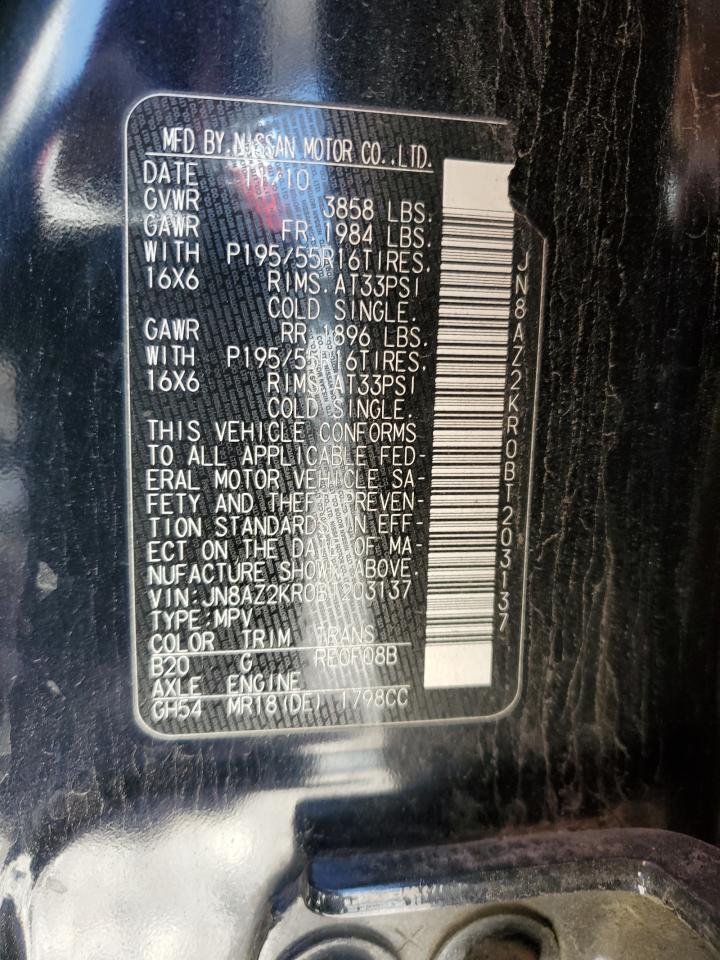 MFD BY.NISSAN MOTOR CO.,LTD.
DATE 11/10
GVWR 3858 LBS.
GAWR FR 1984 LBS.
WITH P195/55R16TIRES.
16X6 RIMS.AT33PSI
COLD SINGLE.
GAWR RR 1896 LBS.
WITH P195/55R16TIRES.
16X6 RIMS.AT33PSI
COLD SINGLE.
THIS VEHICLE CONFORMS
TO ALL APPLICABLE FED-
ERAL MOTOR VEHICLE SA-
FETY AND THEFT PREVEN-
TION STANDARDS IN EFF-
ECT ON THE DATE OF MA-
NUFACTURE SHOWN ABOVE.
VIN:JN8AZ2KR0BT203137
TYPE:MPV
COLOR TRIM TRANS
B20 G RE0F08B
AXLE ENGINE
GH54 MR18(DE) 1798CC
JN8AZ2KR0BT203137